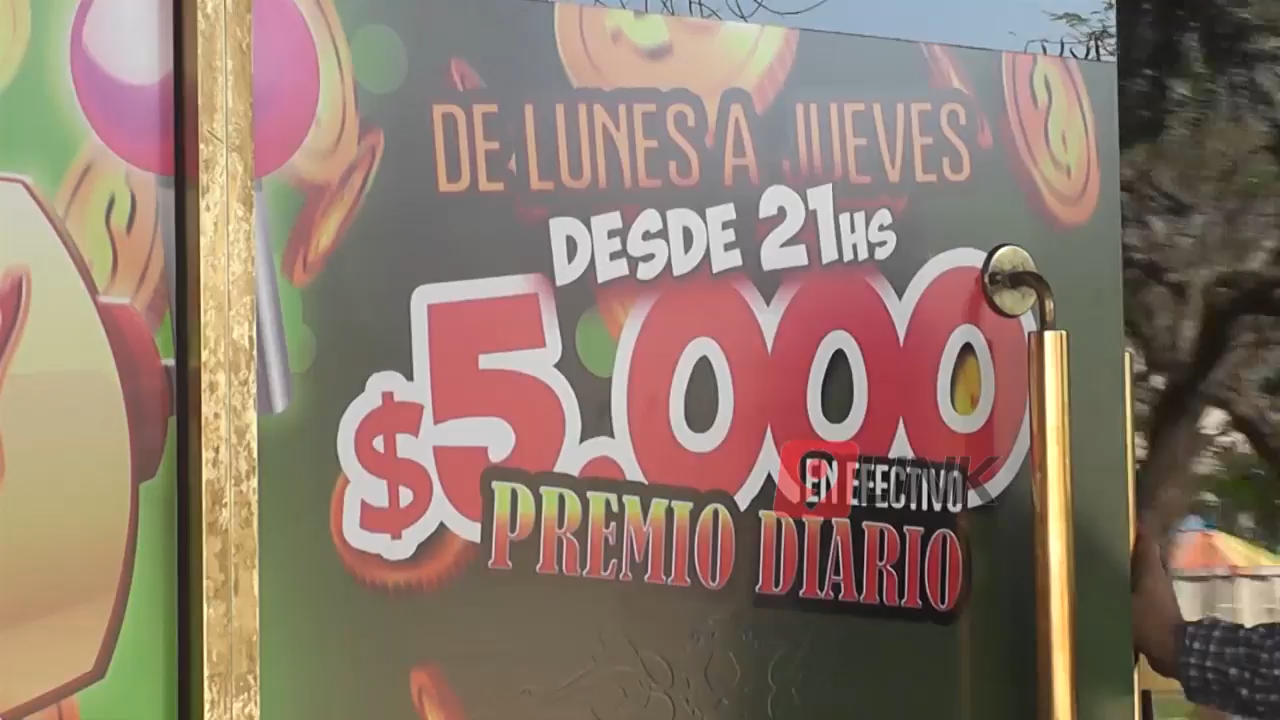 DE LUNES A JUEVES
DESDE 21HS
$5.000
EN EFECTIVO
PREMIO DIARIO